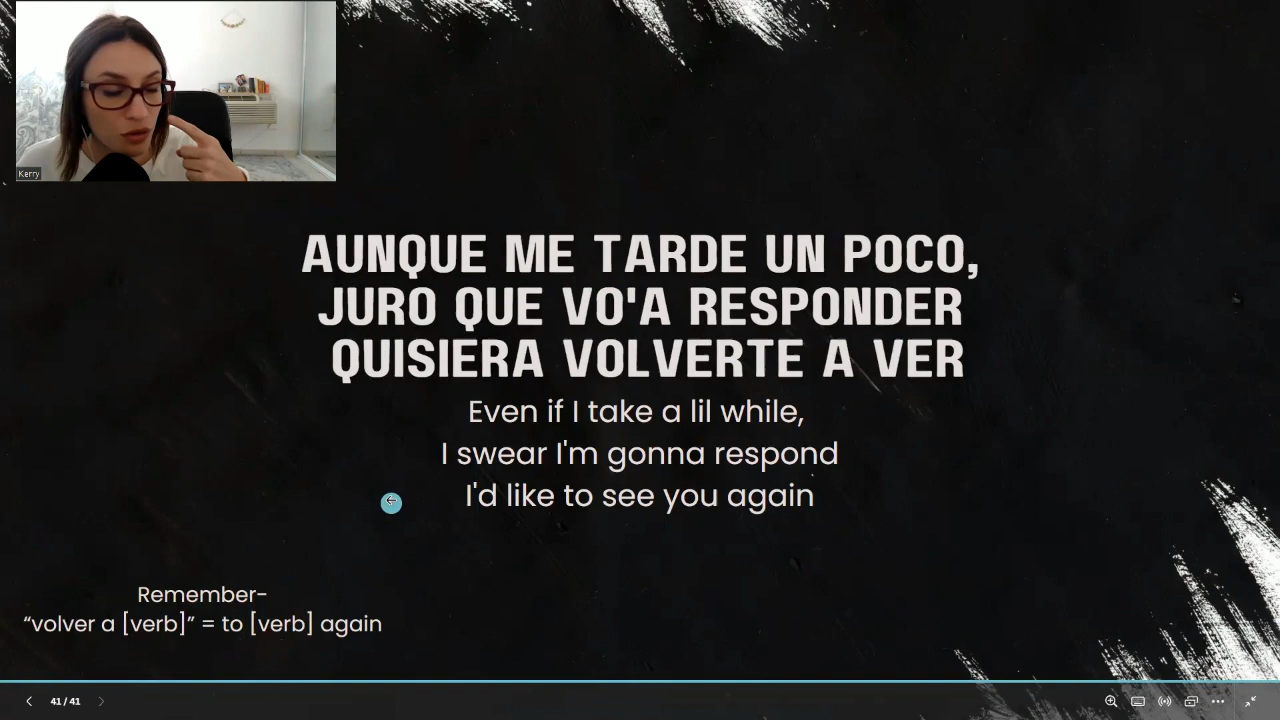 Kerry
AUNQUE ME TARDE UN POCO,
JURO QUE VO'A RESPONDER
QUISIERA VOLVERTE A VER
Even if I take a lil while,
I swear I'm gonna respond
I'd like to see you again
Remember-
“volver a [verb]” = to [verb] again
41 / 41